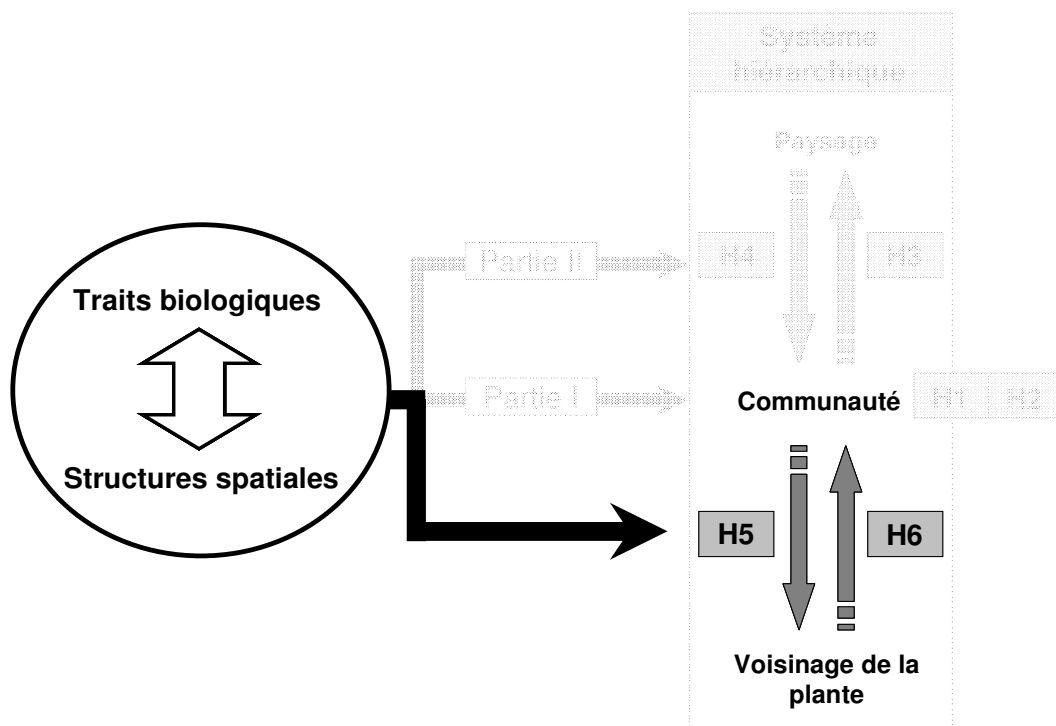 Système
hiérarchique
Paysage
Partie II
H4
H3
Traits biologiques
Partie I
Communauté
H1
H2
Structures spatiales
H5
H6
Voisinage de la
plante